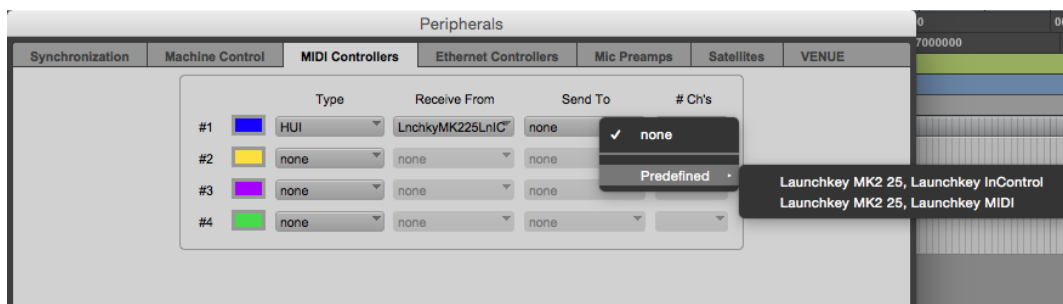 Peripherals
Synchronization Machine Control MIDI Controllers Ethernet Controllers Mic Preamps Satellites VENUE
7000000
Type Receive From Send To # Ch's
#1 HUI LnchkyMK225LnIC none
✓ none
#2 none none none
Predefined
Launchkey MK2 25, Launchkey InControl
#3 none none none
Launchkey MK2 25, Launchkey MIDI
#4 none none none